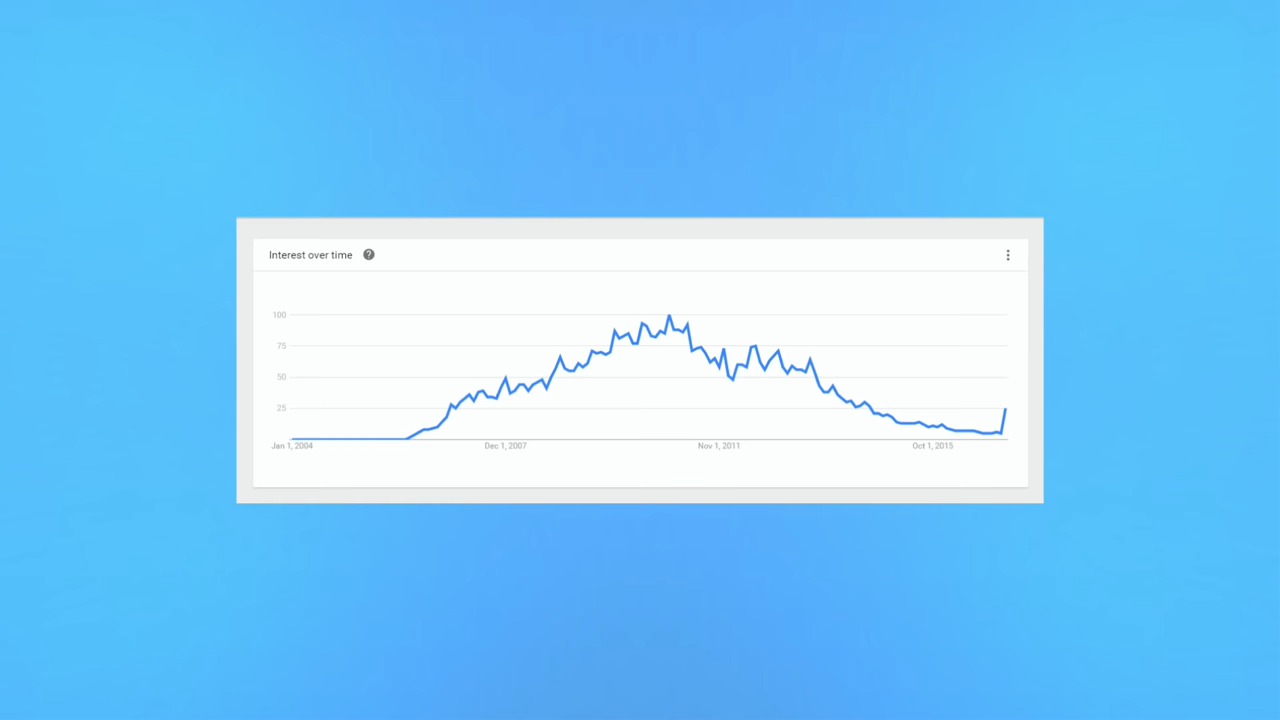 Interest over time
100
75
50
25
Jan 1, 2004 Dec 1, 2007 Nov 1, 2011 Oct 1, 2015